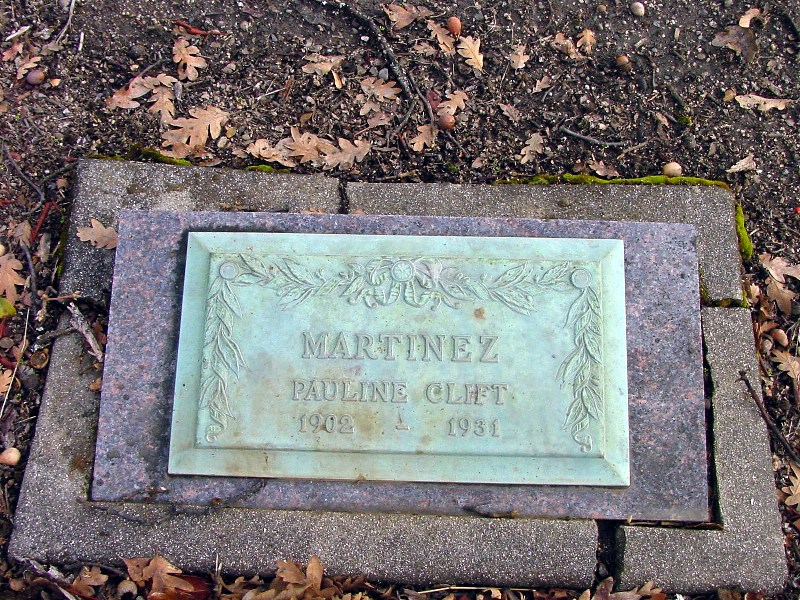 MARTINEZ
PAULINE CLIFT
1902 - 1931